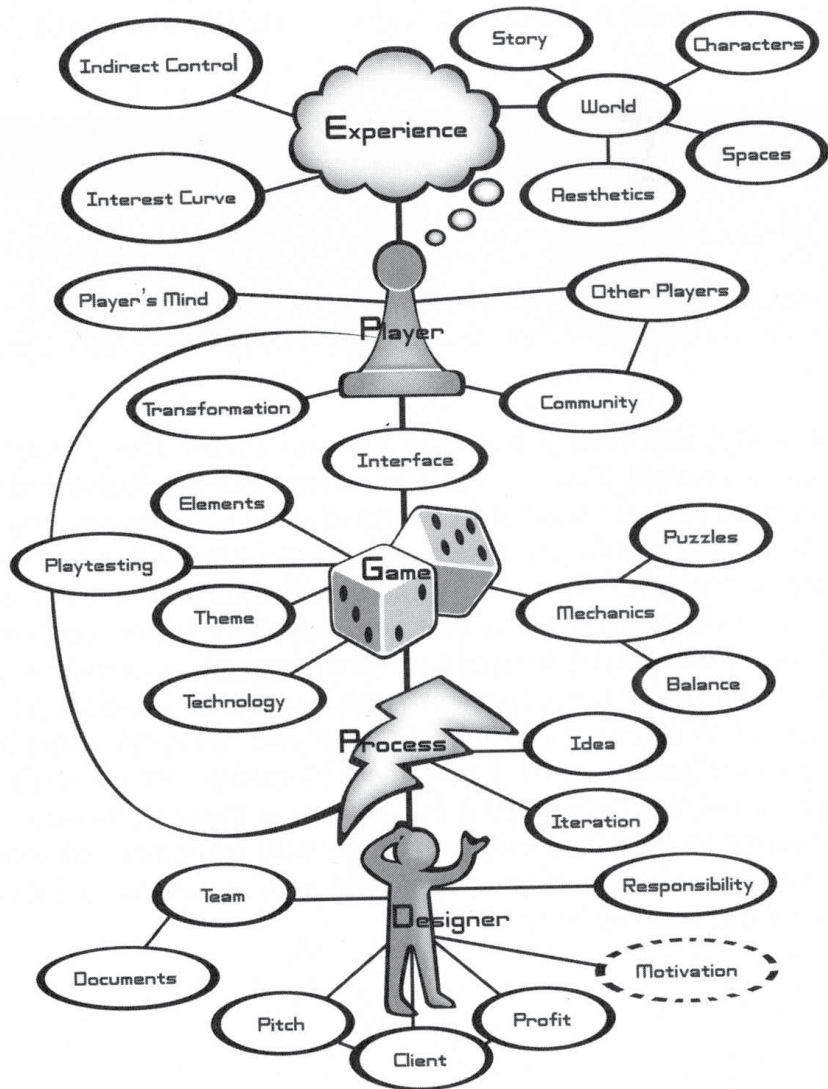 Story
Characters
Indirect Control
World
Experience
Spaces
Interest Curve
Aesthetics
Player's Mind
Other Players
Player
Transformation
Community
Interface
Elements
Puzzles
Playtesting
Game
Theme
Mechanics
Technology
Balance
Process
Idea
Iteration
Team
Responsibility
Designer
Documents
Motivation
Pitch
Profit
Client